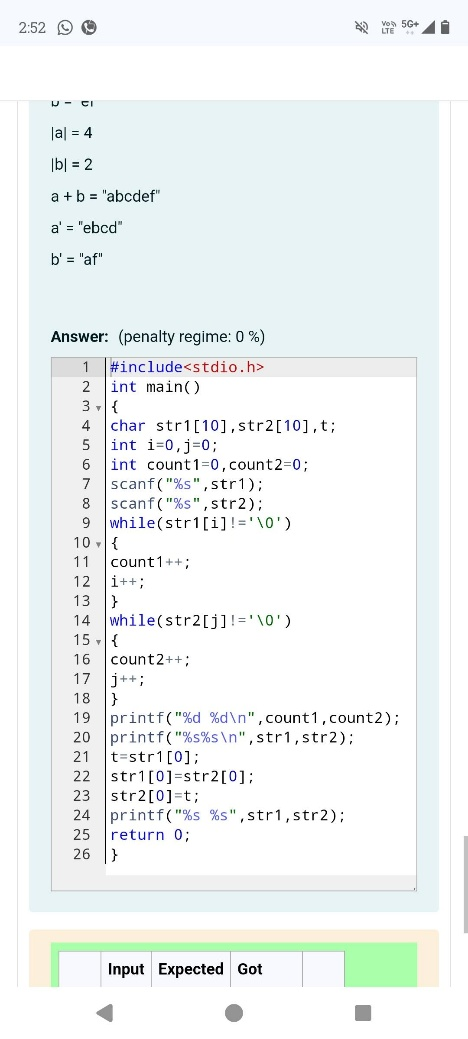 2:52
Vo LTE 5G+
|a| = 4
|b| = 2
a + b = "abcdef"
a' = "ebcd"
b' = "af"
Answer: (penalty regime: 0 %)
1 #include<stdio.h>
2 int main()
3 {
4 char str1[10],str2[10],t;
5 int i=0,j=0;
6 int count1=0,count2=0;
7 scanf("%s",str1);
8 scanf("%s",str2);
9 while(str1[i]!='\0')
10 {
11 count1++;
12 i++;
13 }
14 while(str2[j]!='\0')
15 {
16 count2++;
17 j++;
18 }
19 printf("%d %d\n",count1,count2);
20 printf("%s%s\n",str1,str2);
21 t=str1[0];
22 str1[0]=str2[0];
23 str2[0]=t;
24 printf("%s %s",str1,str2);
25 return 0;
26 }
Input Expected Got